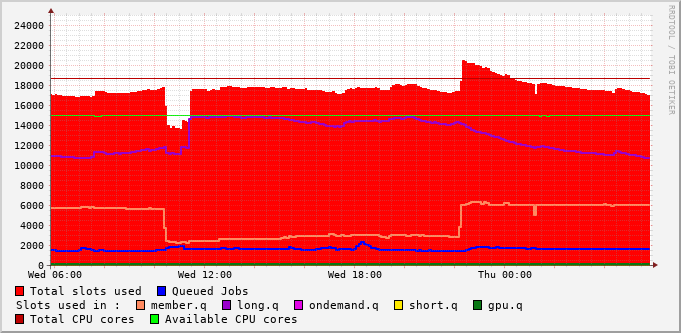 24000
22000
20000
18000
16000
14000
12000
10000
8000
6000
4000
2000
0
Wed 06:00 Wed 12:00 Wed 18:00 Thu 00:00
Total slots used Queued Jobs
Slots used in : member.q long.q ondemand.q short.q gpu.q
Total CPU cores Available CPU cores
RRDTOOL / TOBI OETIKER